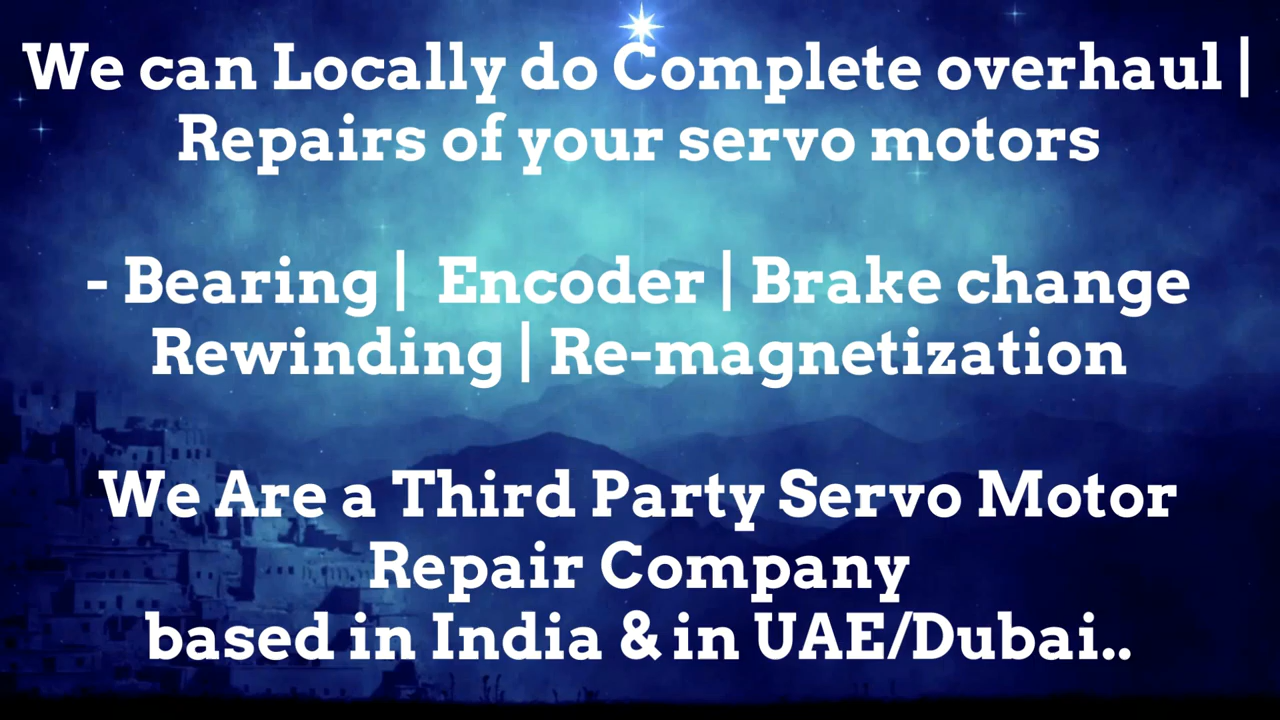 We can Locally do Complete overhaul |
Repairs of your servo motors
- Bearing | Encoder | Brake change
Rewinding | Re-magnetization
We Are a Third Party Servo Motor
Repair Company
based in India & in UAE/Dubai..